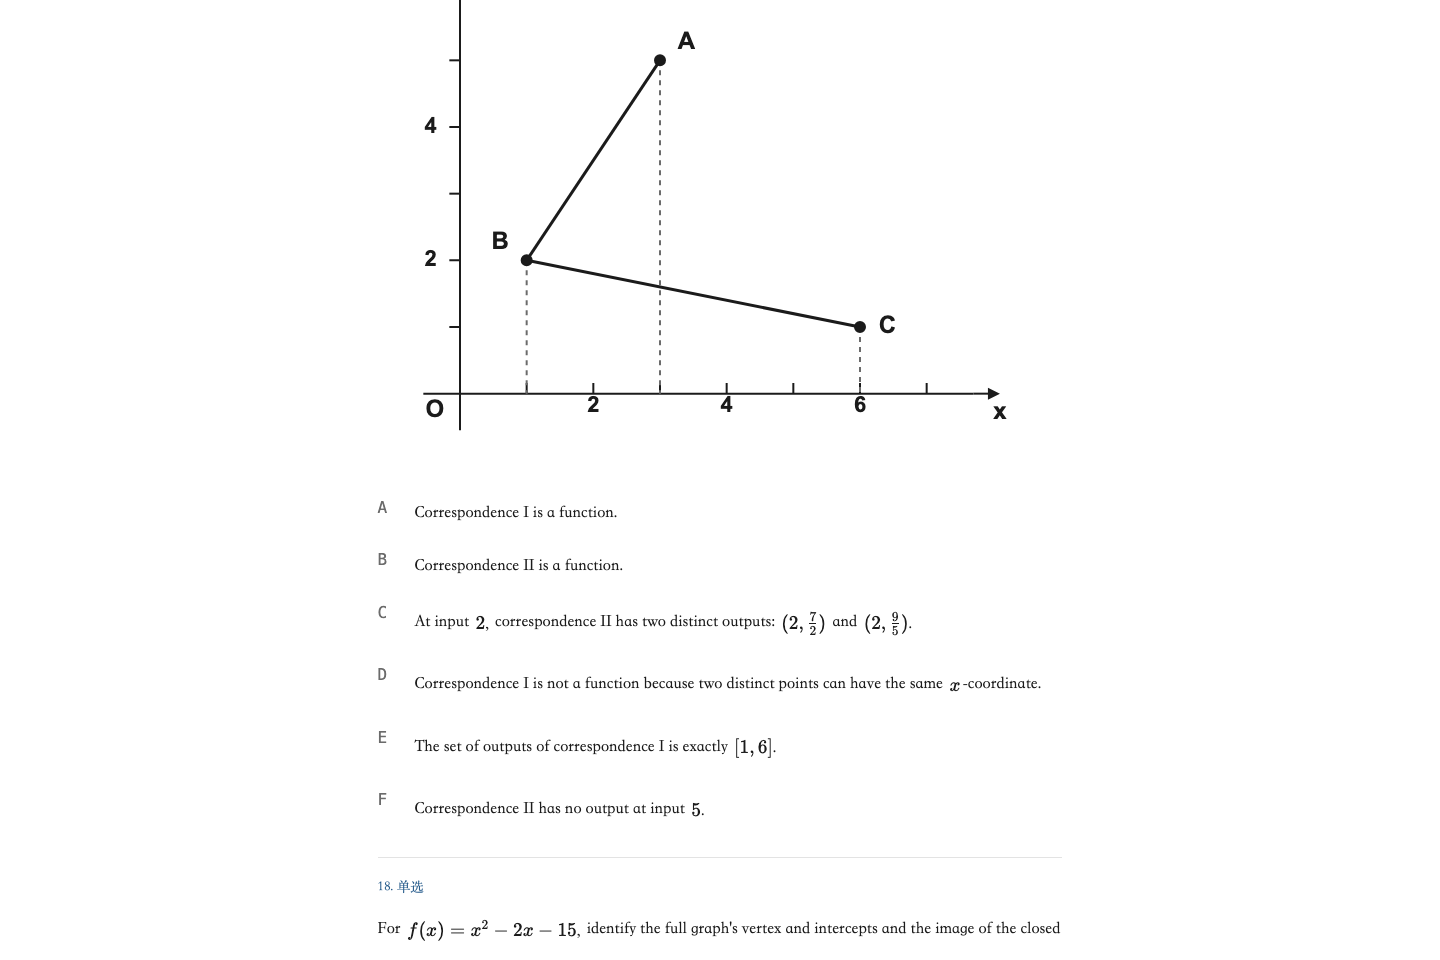 A
4
B
2
C
O
2
4
6
x
A Correspondence I is a function.
B Correspondence II is a function.
C At input 2, correspondence II has two distinct outputs: (2, 7/2) and (2, 9/5).
D Correspondence I is not a function because two distinct points can have the same x-coordinate.
E The set of outputs of correspondence I is exactly [1, 6].
F Correspondence II has no output at input 5.
18. 单选
For f(x) = x² − 2x − 15, identify the full graph's vertex and intercepts and the image of the closed